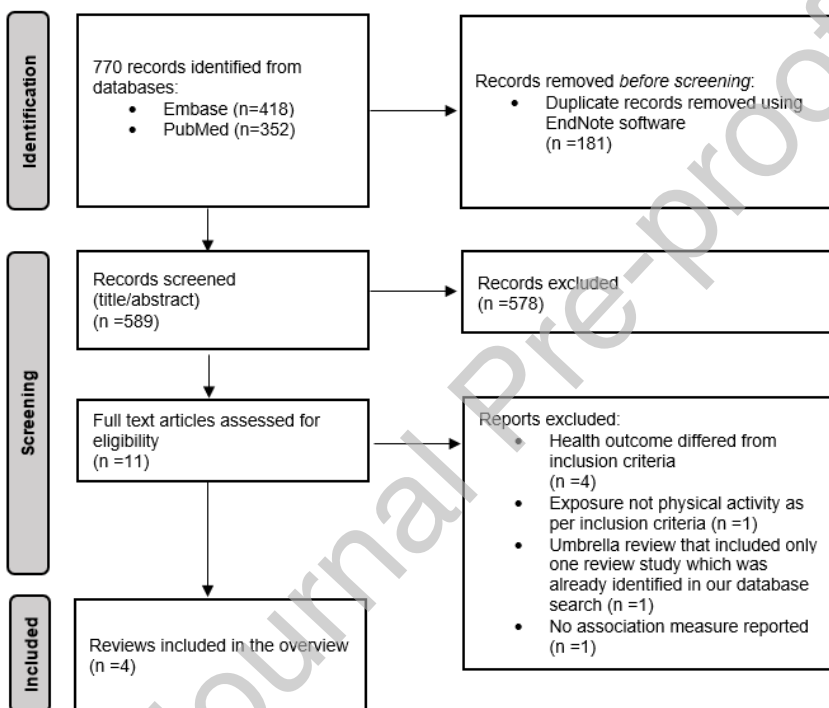 Identification
770 records identified from
databases:
• Embase (n=418)
• PubMed (n=352)
Records removed before screening:
• Duplicate records removed using
EndNote software
(n =181)
Screening
Records screened
(title/abstract)
(n =589)
Records excluded
(n =578)
Full text articles assessed for
eligibility
(n =11)
Reports excluded:
• Health outcome differed from
inclusion criteria
(n =4)
• Exposure not physical activity as
per inclusion criteria (n =1)
• Umbrella review that included only
one review study which was
already identified in our database
search (n =1)
• No association measure reported
(n =1)
Included
Reviews included in the overview
(n =4)
Journal Pre-proof